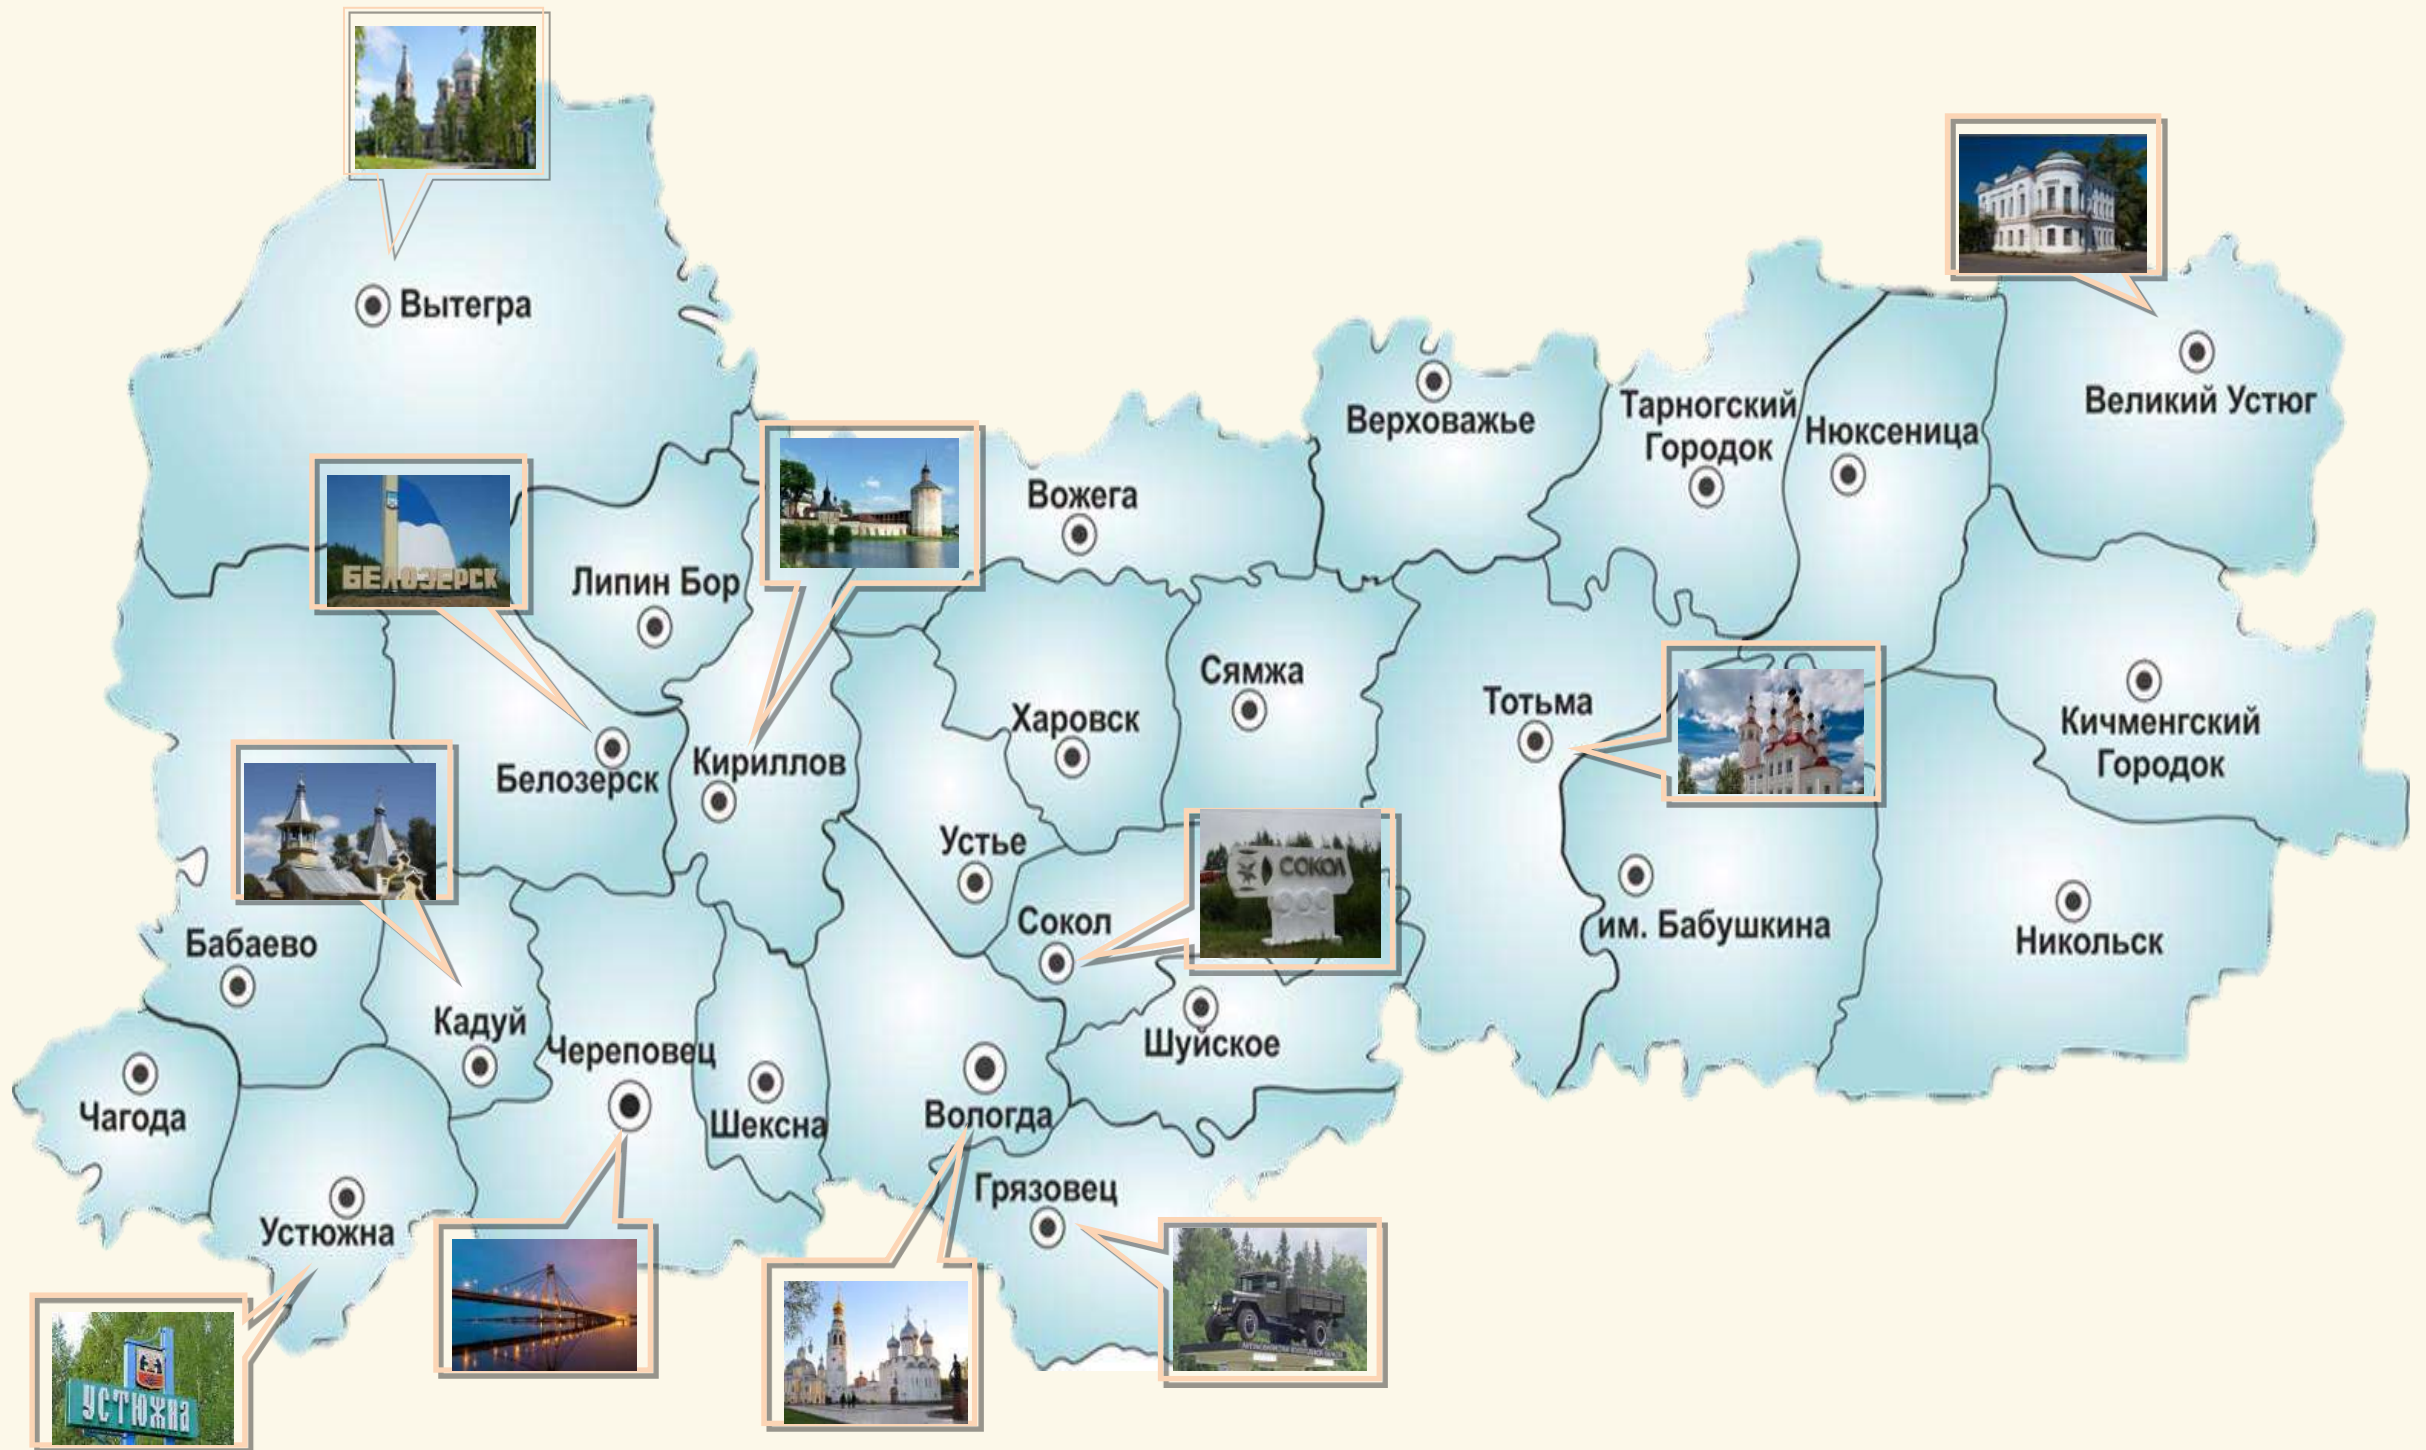 Вытегра
Великий Устюг
Верховажье
Тарногский
Городок
Нюксеница
Вожега
БЕЛОЗЕРСК
Липин Бор
Сямжа
Тотьма
Харовск
Кичменгский
Городок
Белозерск
Кириллов
Устье
СОКОЛ
Сокол
им. Бабушкина
Никольск
Бабаево
Кадуй
Череповец
Шуйское
Чагода
Шексна
Вологда
Грязовец
Устюжна
УСТЮЖНА